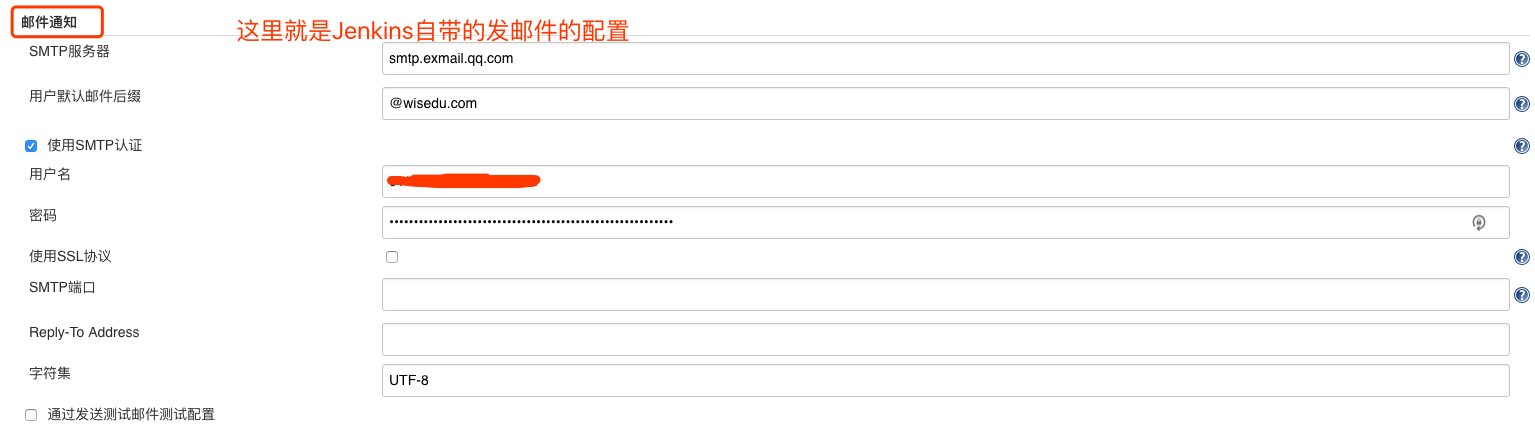 邮件通知
这里就是Jenkins自带的发邮件的配置
SMTP服务器
smtp.exmail.qq.com
用户默认邮件后缀
@wisedu.com
使用SMTP认证
用户名
密码
••••••••••••••••••••••••••••••••••••••••••••••••••••••••••
使用SSL协议
SMTP端口
Reply-To Address
字符集
UTF-8
通过发送测试邮件测试配置